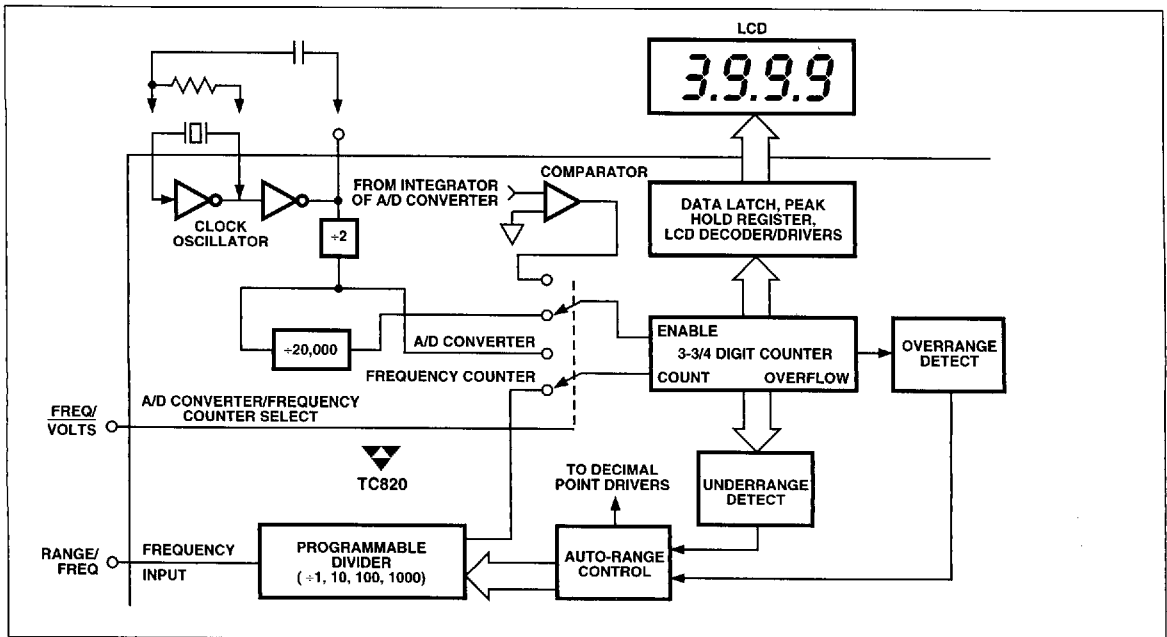 LCD
3.9.9.9
COMPARATOR
FROM INTEGRATOR
OF A/D CONVERTER
CLOCK
OSCILLATOR
÷2
DATA LATCH, PEAK
HOLD REGISTER,
LCD DECODER/DRIVERS
÷20,000
A/D CONVERTER
FREQUENCY COUNTER
ENABLE
3-3/4 DIGIT COUNTER
COUNT OVERFLOW
OVERRANGE
DETECT
FREQ/
VOLTS
A/D CONVERTER/FREQUENCY
COUNTER SELECT
TC820
TO DECIMAL
POINT DRIVERS
UNDERRANGE
DETECT
RANGE/
FREQ
FREQUENCY
INPUT
PROGRAMMABLE
DIVIDER
( ÷1, 10, 100, 1000)
AUTO-RANGE
CONTROL